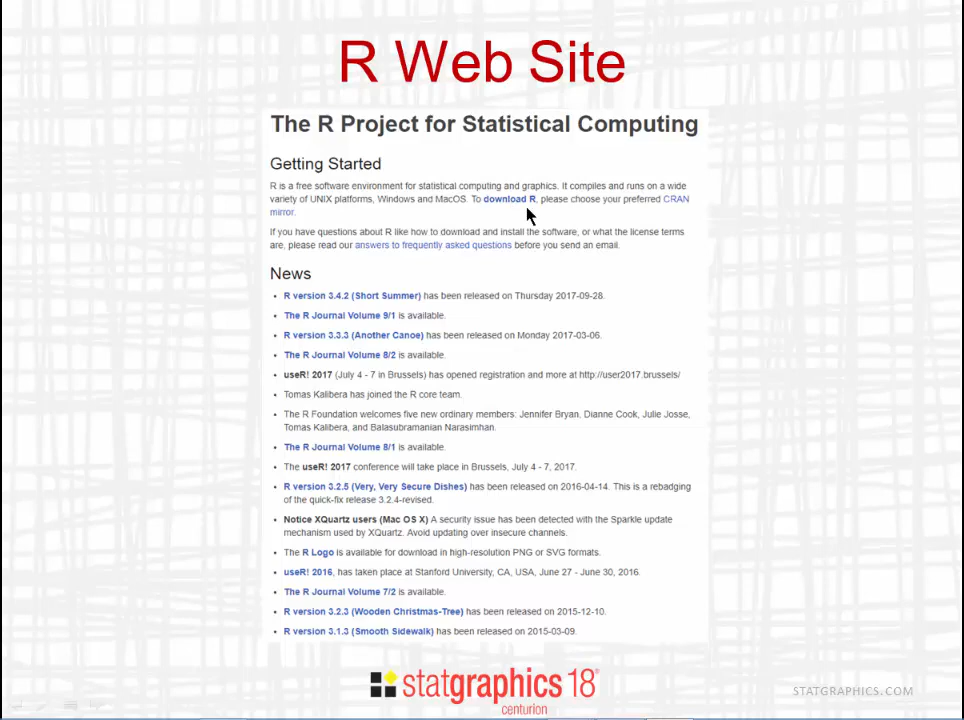 R Web Site
The R Project for Statistical Computing
Getting Started
R is a free software environment for statistical computing and graphics. It compiles and runs on a wide
variety of UNIX platforms, Windows and MacOS. To download R, please choose your preferred CRAN
mirror.
If you have questions about R like how to download and install the software, or what the license terms
are, please read our answers to frequently asked questions before you send an email.
News
• R version 3.4.2 (Short Summer) has been released on Thursday 2017-09-28.
• The R Journal Volume 9/1 is available.
• R version 3.3.3 (Another Canoe) has been released on Monday 2017-03-06.
• The R Journal Volume 8/2 is available.
• useR! 2017 (July 4 - 7 in Brussels) has opened registration and more at http://user2017.brussels/
• Tomas Kalibera has joined the R core team.
• The R Foundation welcomes five new ordinary members: Jennifer Bryan, Dianne Cook, Julie Josse,
Tomas Kalibera, and Balasubramanian Narasimhan.
• The R Journal Volume 8/1 is available.
• The useR! 2017 conference will take place in Brussels, July 4 - 7, 2017.
• R version 3.2.5 (Very, Very Secure Dishes) has been released on 2016-04-14. This is a rebadging
of the quick-fix release 3.2.4-revised.
• Notice XQuartz users (Mac OS X) A security issue has been detected with the Sparkle update
mechanism used by XQuartz. Avoid updating over insecure channels.
• The R Logo is available for download in high-resolution PNG or SVG formats.
• useR! 2016, has taken place at Stanford University, CA, USA, June 27 - June 30, 2016.
• The R Journal Volume 7/2 is available.
• R version 3.2.3 (Wooden Christmas-Tree) has been released on 2015-12-10.
• R version 3.1.3 (Smooth Sidewalk) has been released on 2015-03-09.
statgraphics 18®
centurion
STATGRAPHICS.COM